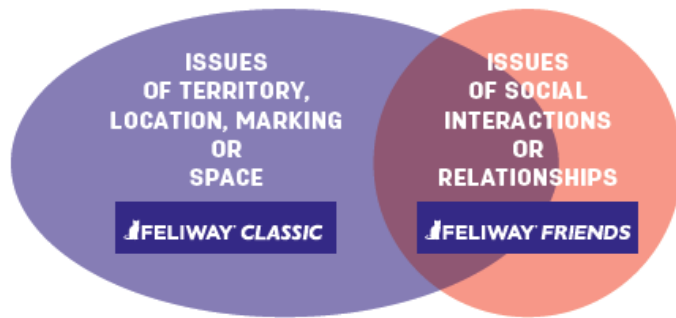 ISSUES
OF TERRITORY,
LOCATION, MARKING
OR
SPACE
FELIWAY CLASSIC
ISSUES
OF SOCIAL
INTERACTIONS
OR
RELATIONSHIPS
FELIWAY FRIENDS